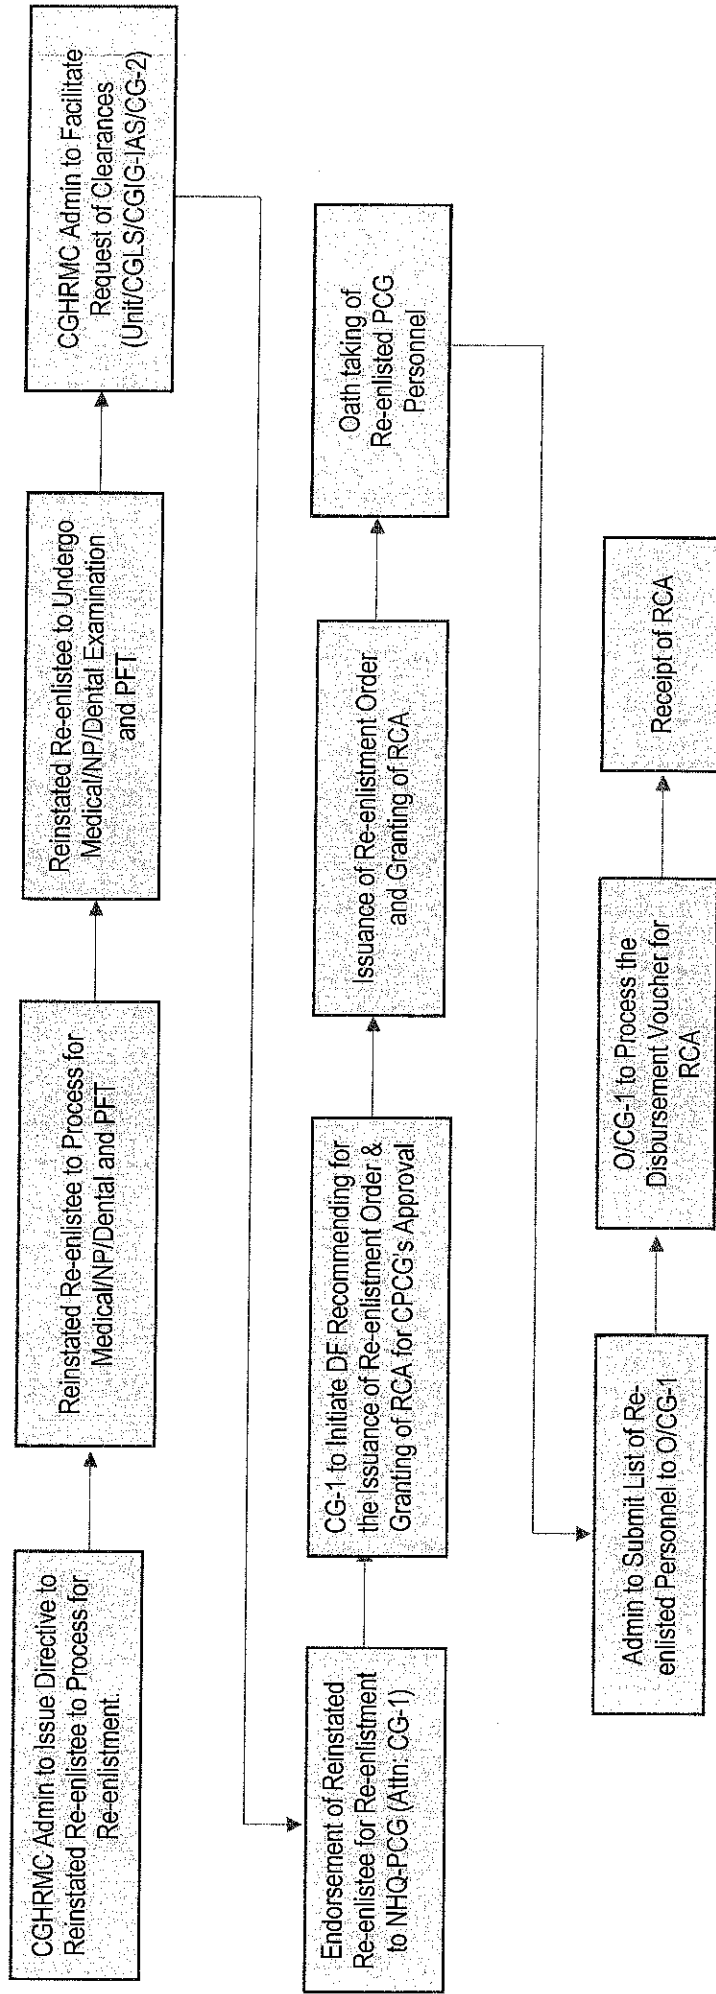 CGHRMC Admin to Issue Directive to
Reinstated Re-enlistee to Process for
Re-enlistment.
Reinstated Re-enlistee to Process for
Medical/NP/Dental and PFT
Reinstated Re-enlistee to Undergo
Medical/NP/Dental Examination
and PFT
CGHRMC Admin to Facilitate
Request of Clearances
(Unit/CGLS/CGIG-IAS/CG-2)
Endorsement of Reinstated
Re-enlistee for Re-enlistment
to NHQ-PCG (Attn: CG-1)
CG-1 to Initiate DF Recommending for
the Issuance of Re-enlistment Order &
Granting of RCA for CPCG's Approval
Issuance of Re-enlistment Order
and Granting of RCA
Oath taking of
Re-enlisted PCG
Personnel
Admin to Submit List of Re-
enlisted Personnel to O/CG-1
O/CG-1 to Process the
Disbursement Voucher for
RCA
Receipt of RCA